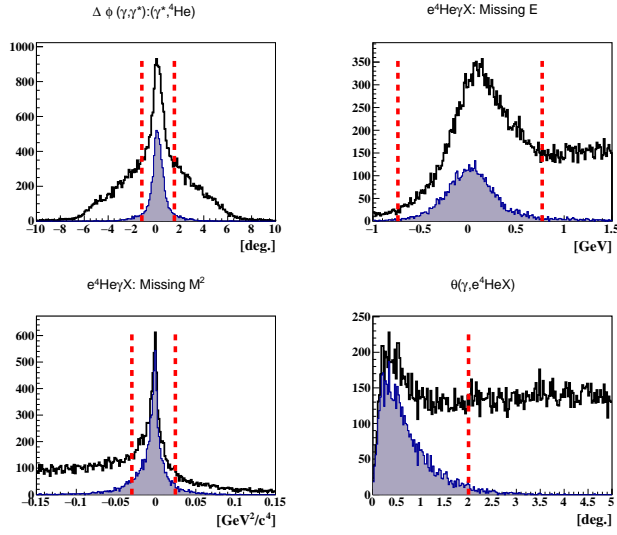 Δ φ (γ,γ*):(γ*,⁴He)
1000
800
600
400
200
0
−10 −8 −6 −4 −2 0 2 4 6 8 10
[deg.]
e⁴HeγX: Missing E
350
300
250
200
150
100
50
0
−1 −0.5 0 0.5 1 1.5
[GeV]
e⁴HeγX: Missing M²
600
500
400
300
200
100
0
−0.15 −0.1 −0.05 0 0.05 0.1 0.15
[GeV²/c⁴]
θ(γ,e⁴HeX)
250
200
150
100
50
0
0 0.5 1 1.5 2 2.5 3 3.5 4 4.5 5
[deg.]